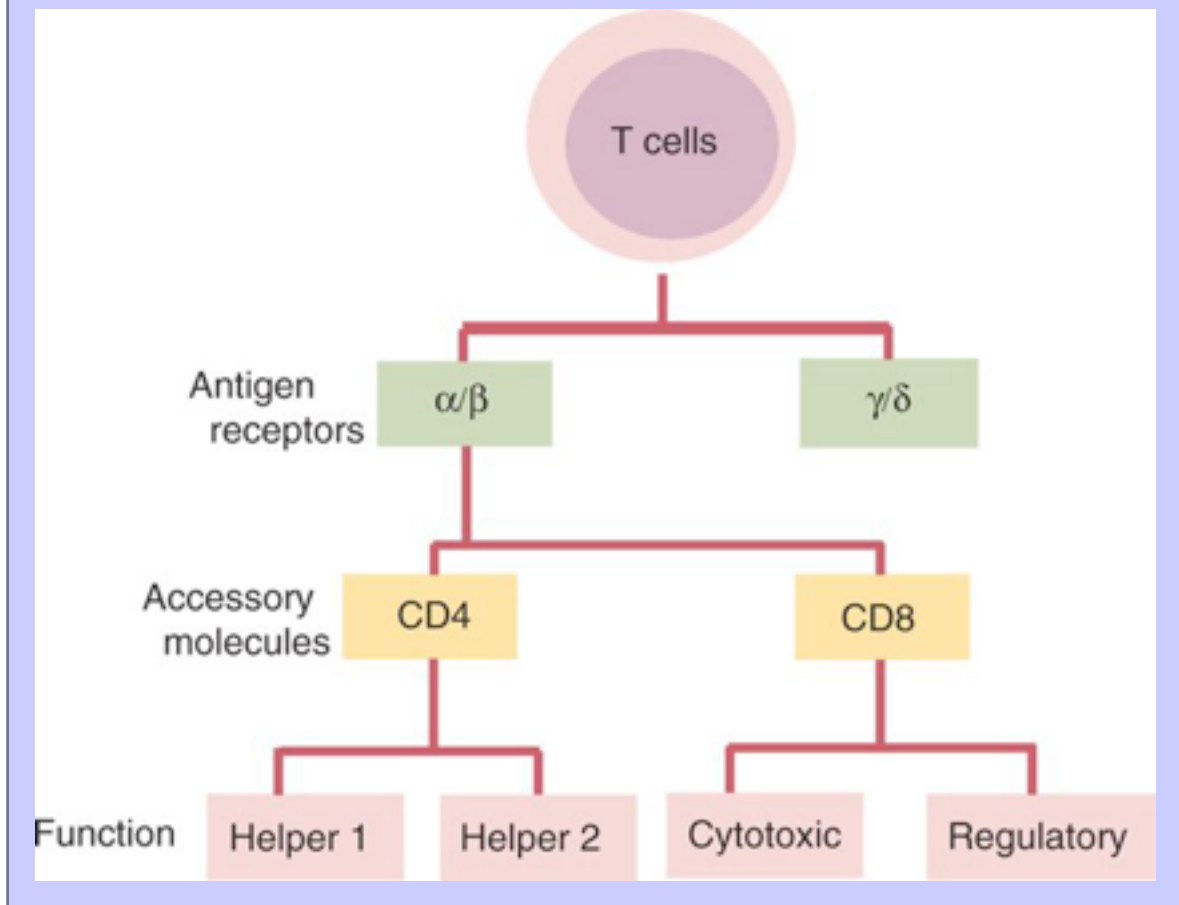 T cells
Antigen
receptors
α/β
γ/δ
Accessory
molecules
CD4
CD8
Function
Helper 1
Helper 2
Cytotoxic
Regulatory